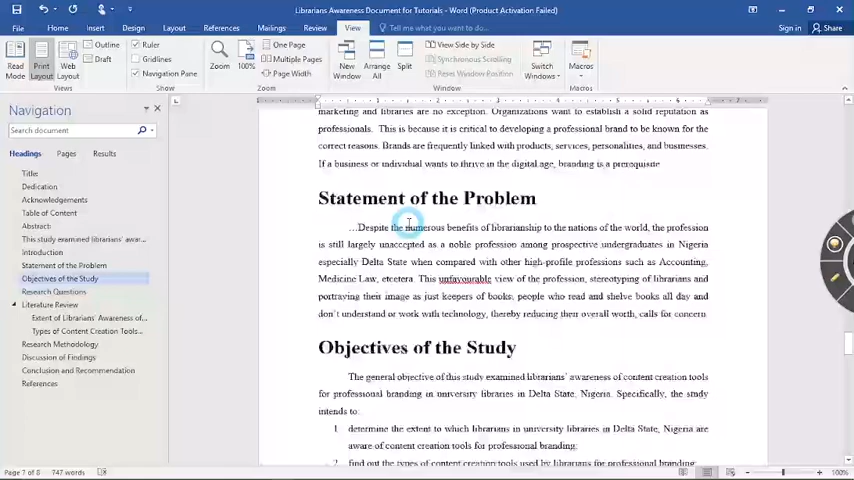 Librarians Awareness Document for Tutorials - Word (Product Activation Failed)
File Home Insert Design Layout References Mailings Review View Tell me what you want to do... Sign in Share
Read Mode
Print Layout
Web Layout
Outline
Draft
Views
Ruler
Gridlines
Navigation Pane
Show
Zoom
100%
One Page
Multiple Pages
Page Width
Zoom
New Window
Arrange All
Split
View Side by Side
Synchronous Scrolling
Reset Window Position
Window
Switch Windows
Macros
Macros
Navigation
Search document
Headings Pages Results
Title
Dedication
Acknowledgements
Table of Content
Abstract:
This study examined librarians' awar...
Introduction
Statement of the Problem
Objectives of the Study
Research Questions
Literature Review
Extent of Librarians' Awareness of...
Types of Content Creation Tools...
Research Methodology
Discussion of Findings
Conclusion and Recommendation
References
marketing and libraries are no exception. Organizations want to establish a solid reputation as
professionals. This is because it is critical to developing a professional brand to be known for the
correct reasons. Brands are frequently linked with products, services, personalities, and businesses.
If a business or individual wants to thrive in the digital age, branding is a prerequisite
Statement of the Problem
…Despite the numerous benefits of librarianship to the nations of the world, the profession
is still largely unaccepted as a noble profession among prospective undergraduates in Nigeria
especially Delta State when compared with other high-profile professions such as Accounting,
Medicine Law, etcetera. This unfavourable view of the profession, stereotyping of librarians and
portraying their image as just keepers of books; people who read and shelve books all day and
don't understand or work with technology, thereby reducing their overall worth, calls for concern
Objectives of the Study
The general objective of this study examined librarians' awareness of content creation tools
for professional branding in university libraries in Delta State, Nigeria. Specifically, the study
intends to:
1. determine the extent to which librarians in university libraries in Delta State, Nigeria are
aware of content creation tools for professional branding;
2. find out the types of content creation tools used by librarians for professional branding;
Page 7 of 8 747 words 100%